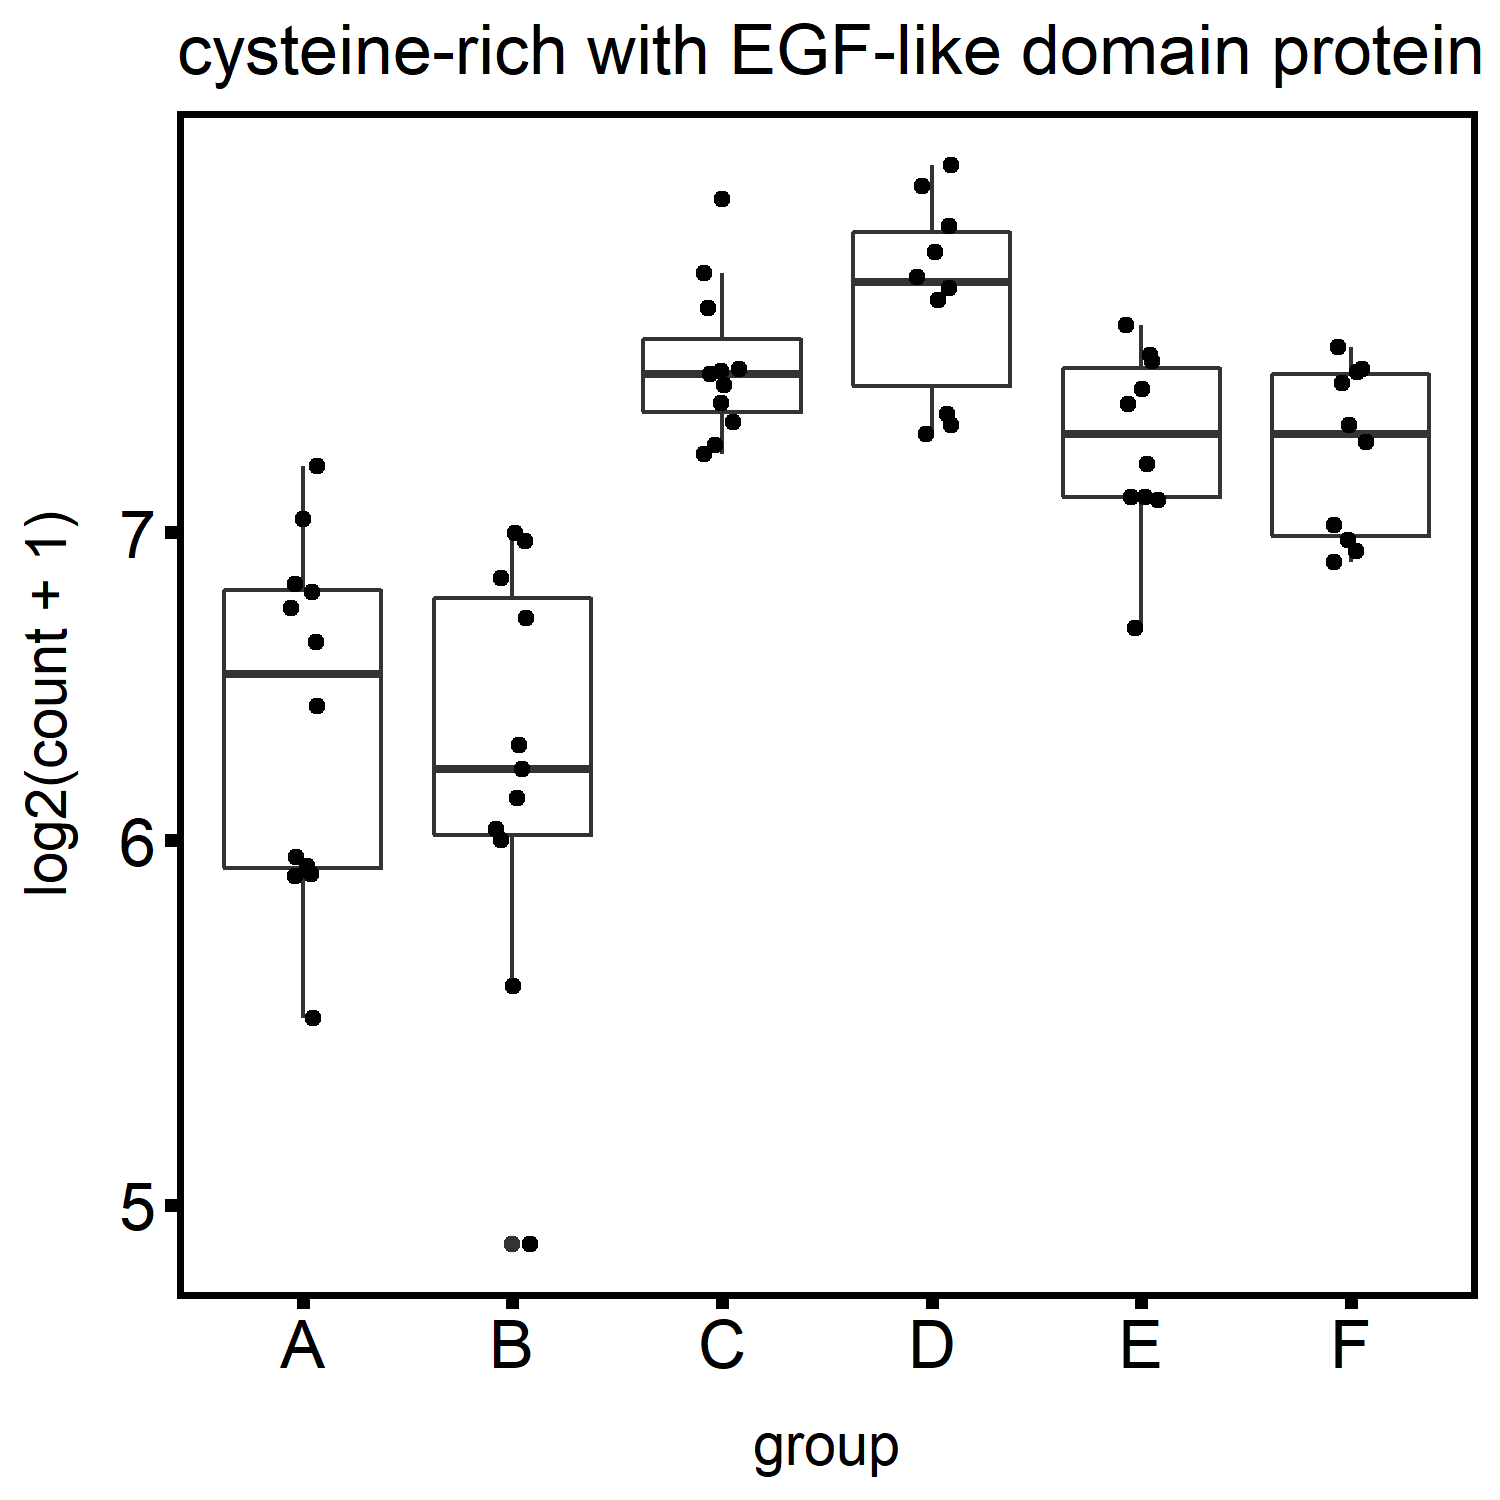 cysteine-rich with EGF-like domain protein
log2(count + 1)
7
6
5
A B C D E F
group